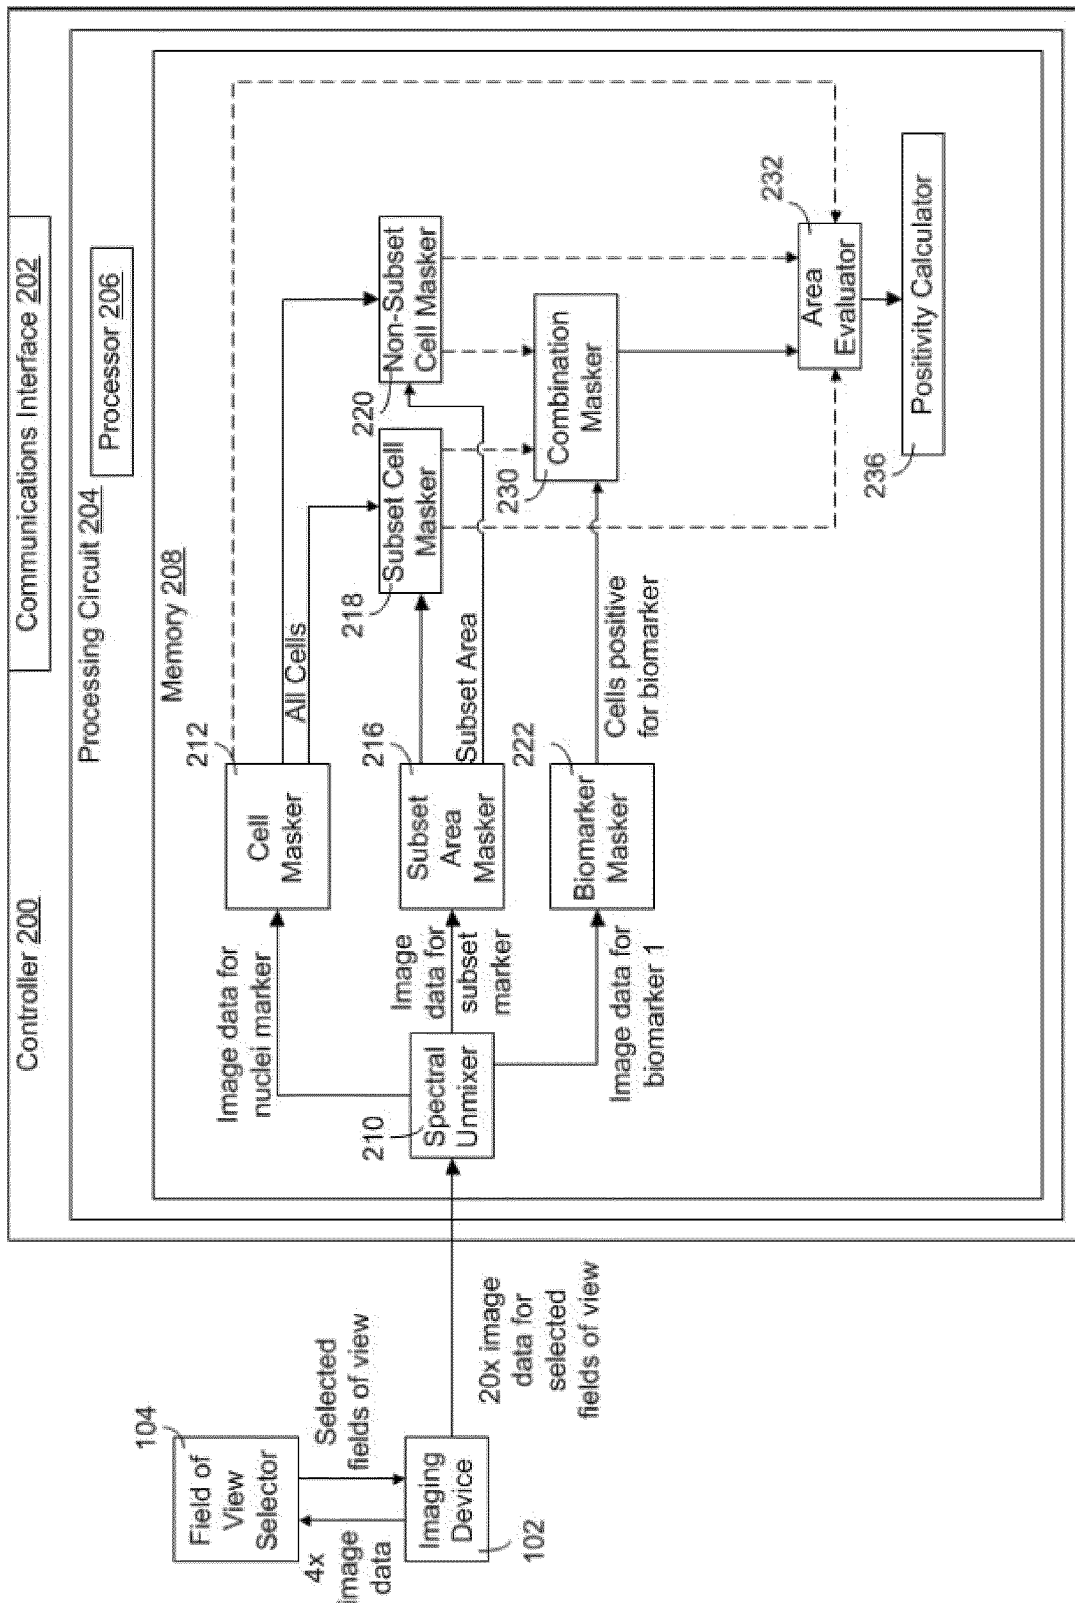 Controller 200
Communications Interface 202
Processing Circuit 204
Processor 206
Memory 208
104
Field of
View
Selector
4x
image
data
Selected
fields of view
Imaging
Device
102
20x image
data for
selected
fields of view
210
Spectral
Unmixer
Image data for
nuclei marker
Image
data for
subset
marker
Image data for
biomarker 1
212
Cell
Masker
All Cells
216
Subset
Area
Masker
Subset Area
222
Biomarker
Masker
Cells positive
for biomarker
218
Subset Cell
Masker
220
Non-Subset
Cell Masker
230
Combination
Masker
232
Area
Evaluator
236
Positivity Calculator